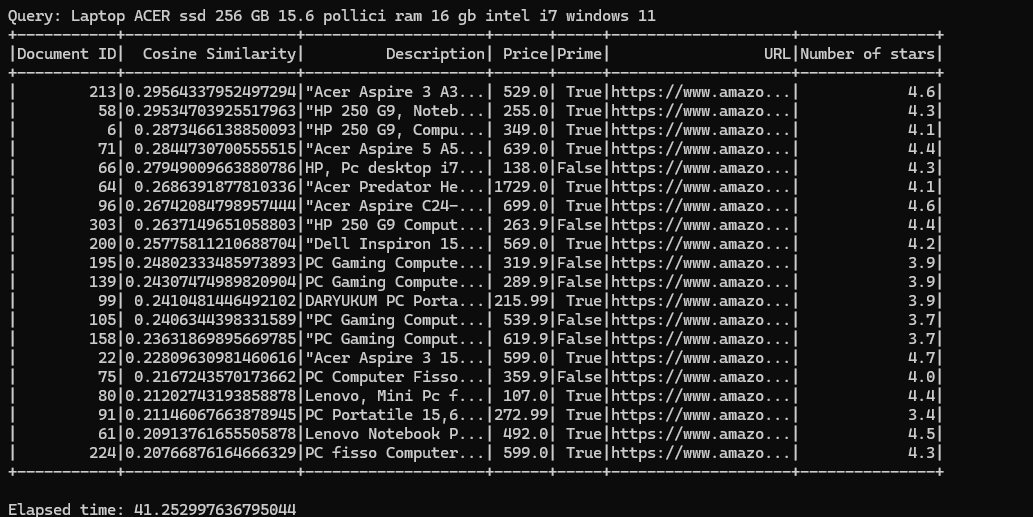 Query: Laptop ACER ssd 256 GB 15.6 pollici ram 16 gb intel i7 windows 11
+-----------+-------------------+--------------------+------+-----+--------------------+---------------+
|Document ID|  Cosine Similarity|         Description| Price|Prime|                 URL|Number of stars|
+-----------+-------------------+--------------------+------+-----+--------------------+---------------+
|        213|0.29564337952497294|"Acer Aspire 3 A3...| 529.0| True|https://www.amazo...|            4.6|
|         58|0.29534703925517963|"HP 250 G9, Noteb...| 255.0| True|https://www.amazo...|            4.3|
|          6| 0.2873466138850093|"HP 250 G9, Compu...| 349.0| True|https://www.amazo...|            4.1|
|         71| 0.2844730700555515|"Acer Aspire 5 A5...| 639.0| True|https://www.amazo...|            4.4|
|         66|0.27949009663880786|HP, Pc desktop i7...| 138.0|False|https://www.amazo...|            4.3|
|         64| 0.2686391877810336|"Acer Predator He...|1729.0| True|https://www.amazo...|            4.1|
|         96|0.26742084798957444|"Acer Aspire C24-...| 699.0| True|https://www.amazo...|            4.6|
|        303| 0.2637149651058803|"HP 250 G9 Comput...| 263.9|False|https://www.amazo...|            4.4|
|        200|0.25775811210688704|"Dell Inspiron 15...| 569.0| True|https://www.amazo...|            4.2|
|        195|0.24802333485973893|PC Gaming Compute...| 319.9|False|https://www.amazo...|            3.9|
|        139|0.24307474989820904|PC Gaming Compute...| 289.9|False|https://www.amazo...|            3.9|
|         99| 0.2410481446492102|DARYUKUM PC Porta...|215.99| True|https://www.amazo...|            3.9|
|        105| 0.2406344398331589|"PC Gaming Comput...| 539.9|False|https://www.amazo...|            3.7|
|        158|0.23631869895669785|"PC Gaming Comput...| 619.9|False|https://www.amazo...|            3.7|
|         22|0.22809630981460616|"Acer Aspire 3 15...| 599.0| True|https://www.amazo...|            4.7|
|         75| 0.2167243570173662|PC Computer Fisso...| 359.9|False|https://www.amazo...|            4.0|
|         80|0.21202743193858878|Lenovo, Mini Pc f...| 107.0| True|https://www.amazo...|            4.4|
|         91|0.21146067663878945|PC Portatile 15,6...|272.99| True|https://www.amazo...|            3.4|
|         61|0.20913761655505878|Lenovo Notebook P...| 492.0| True|https://www.amazo...|            4.5|
|        224|0.20766876164666329|PC fisso Computer...| 599.0| True|https://www.amazo...|            4.3|
+-----------+-------------------+--------------------+------+-----+--------------------+---------------+
Elapsed time: 41.252997636795044